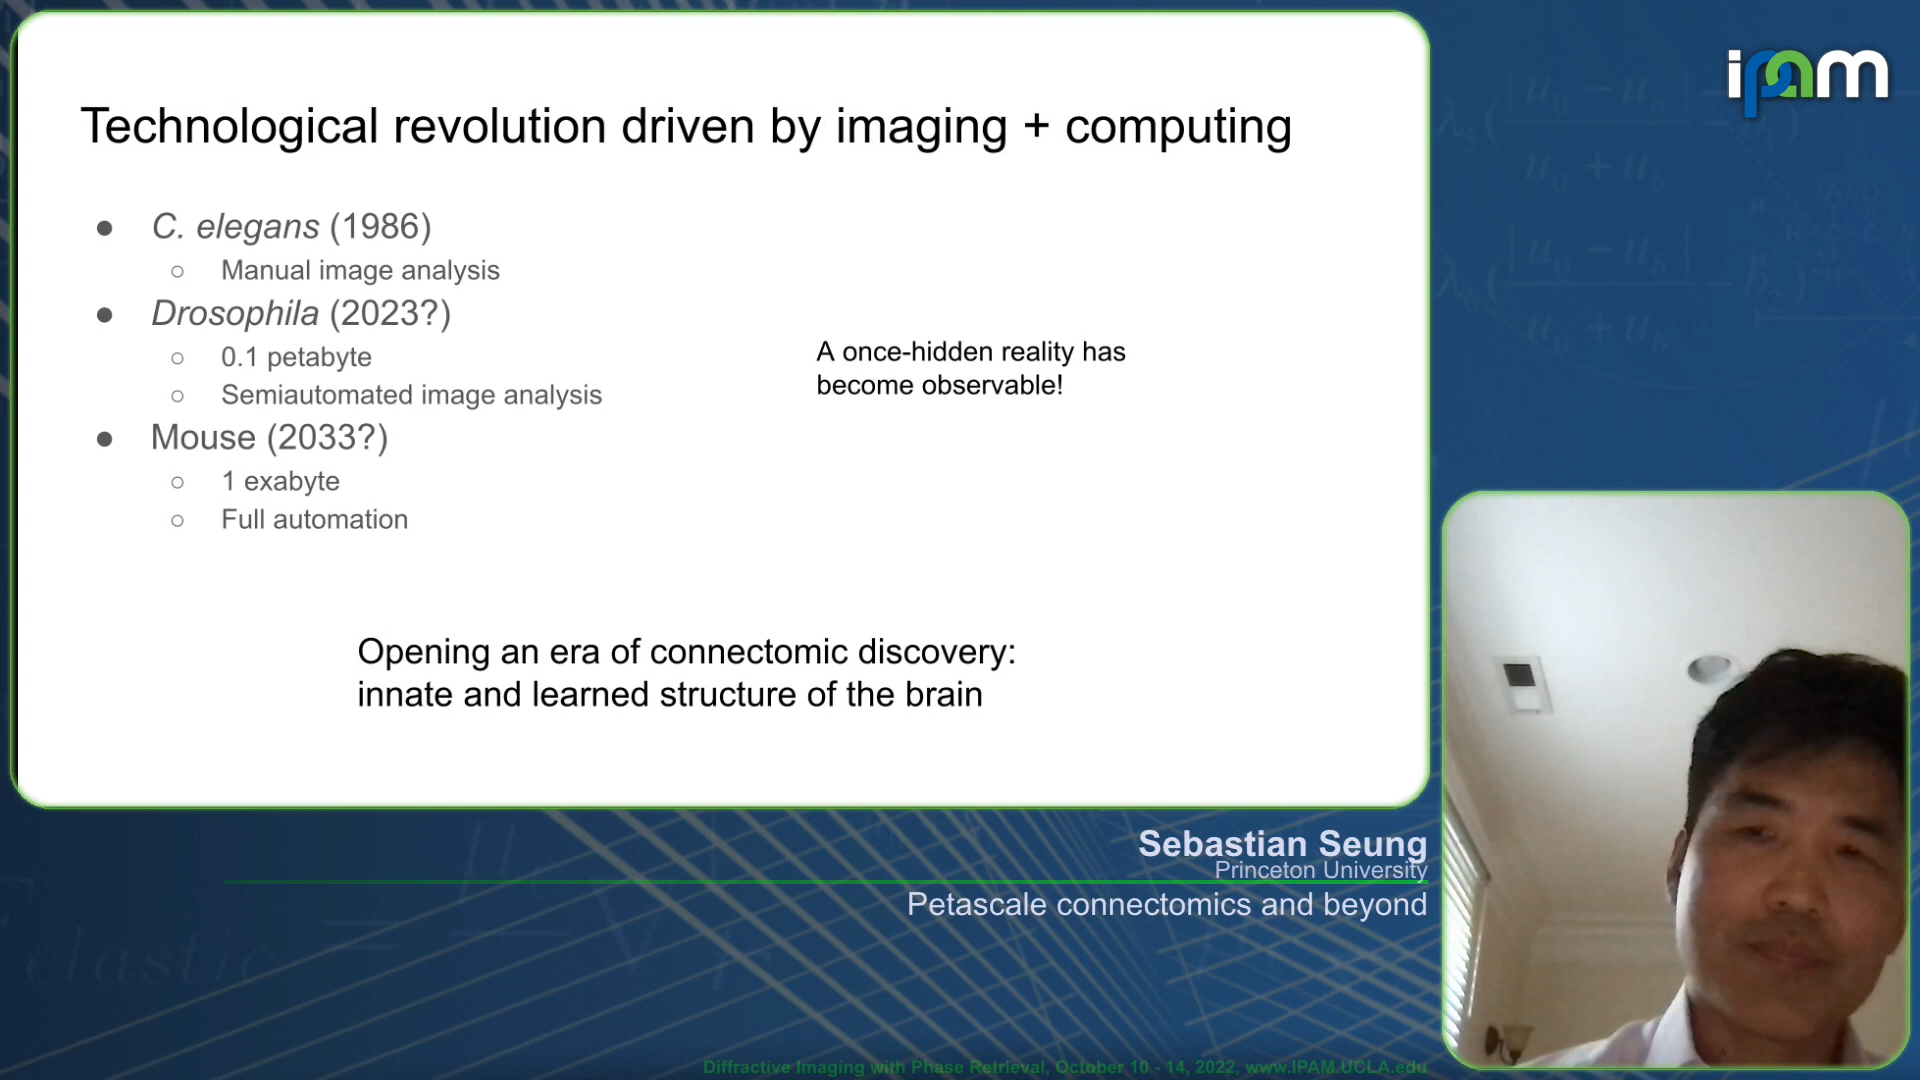 ipam
Technological revolution driven by imaging + computing
● C. elegans (1986)
○ Manual image analysis
● Drosophila (2023?)
○ 0.1 petabyte
○ Semiautomated image analysis
● Mouse (2033?)
○ 1 exabyte
○ Full automation
A once-hidden reality has
become observable!
Opening an era of connectomic discovery:
innate and learned structure of the brain
Sebastian Seung
Princeton University
Petascale connectomics and beyond
elastic
Diffractive Imaging with Phase Retrieval, October 10 - 14, 2022, www.IPAM.UCLA.edu